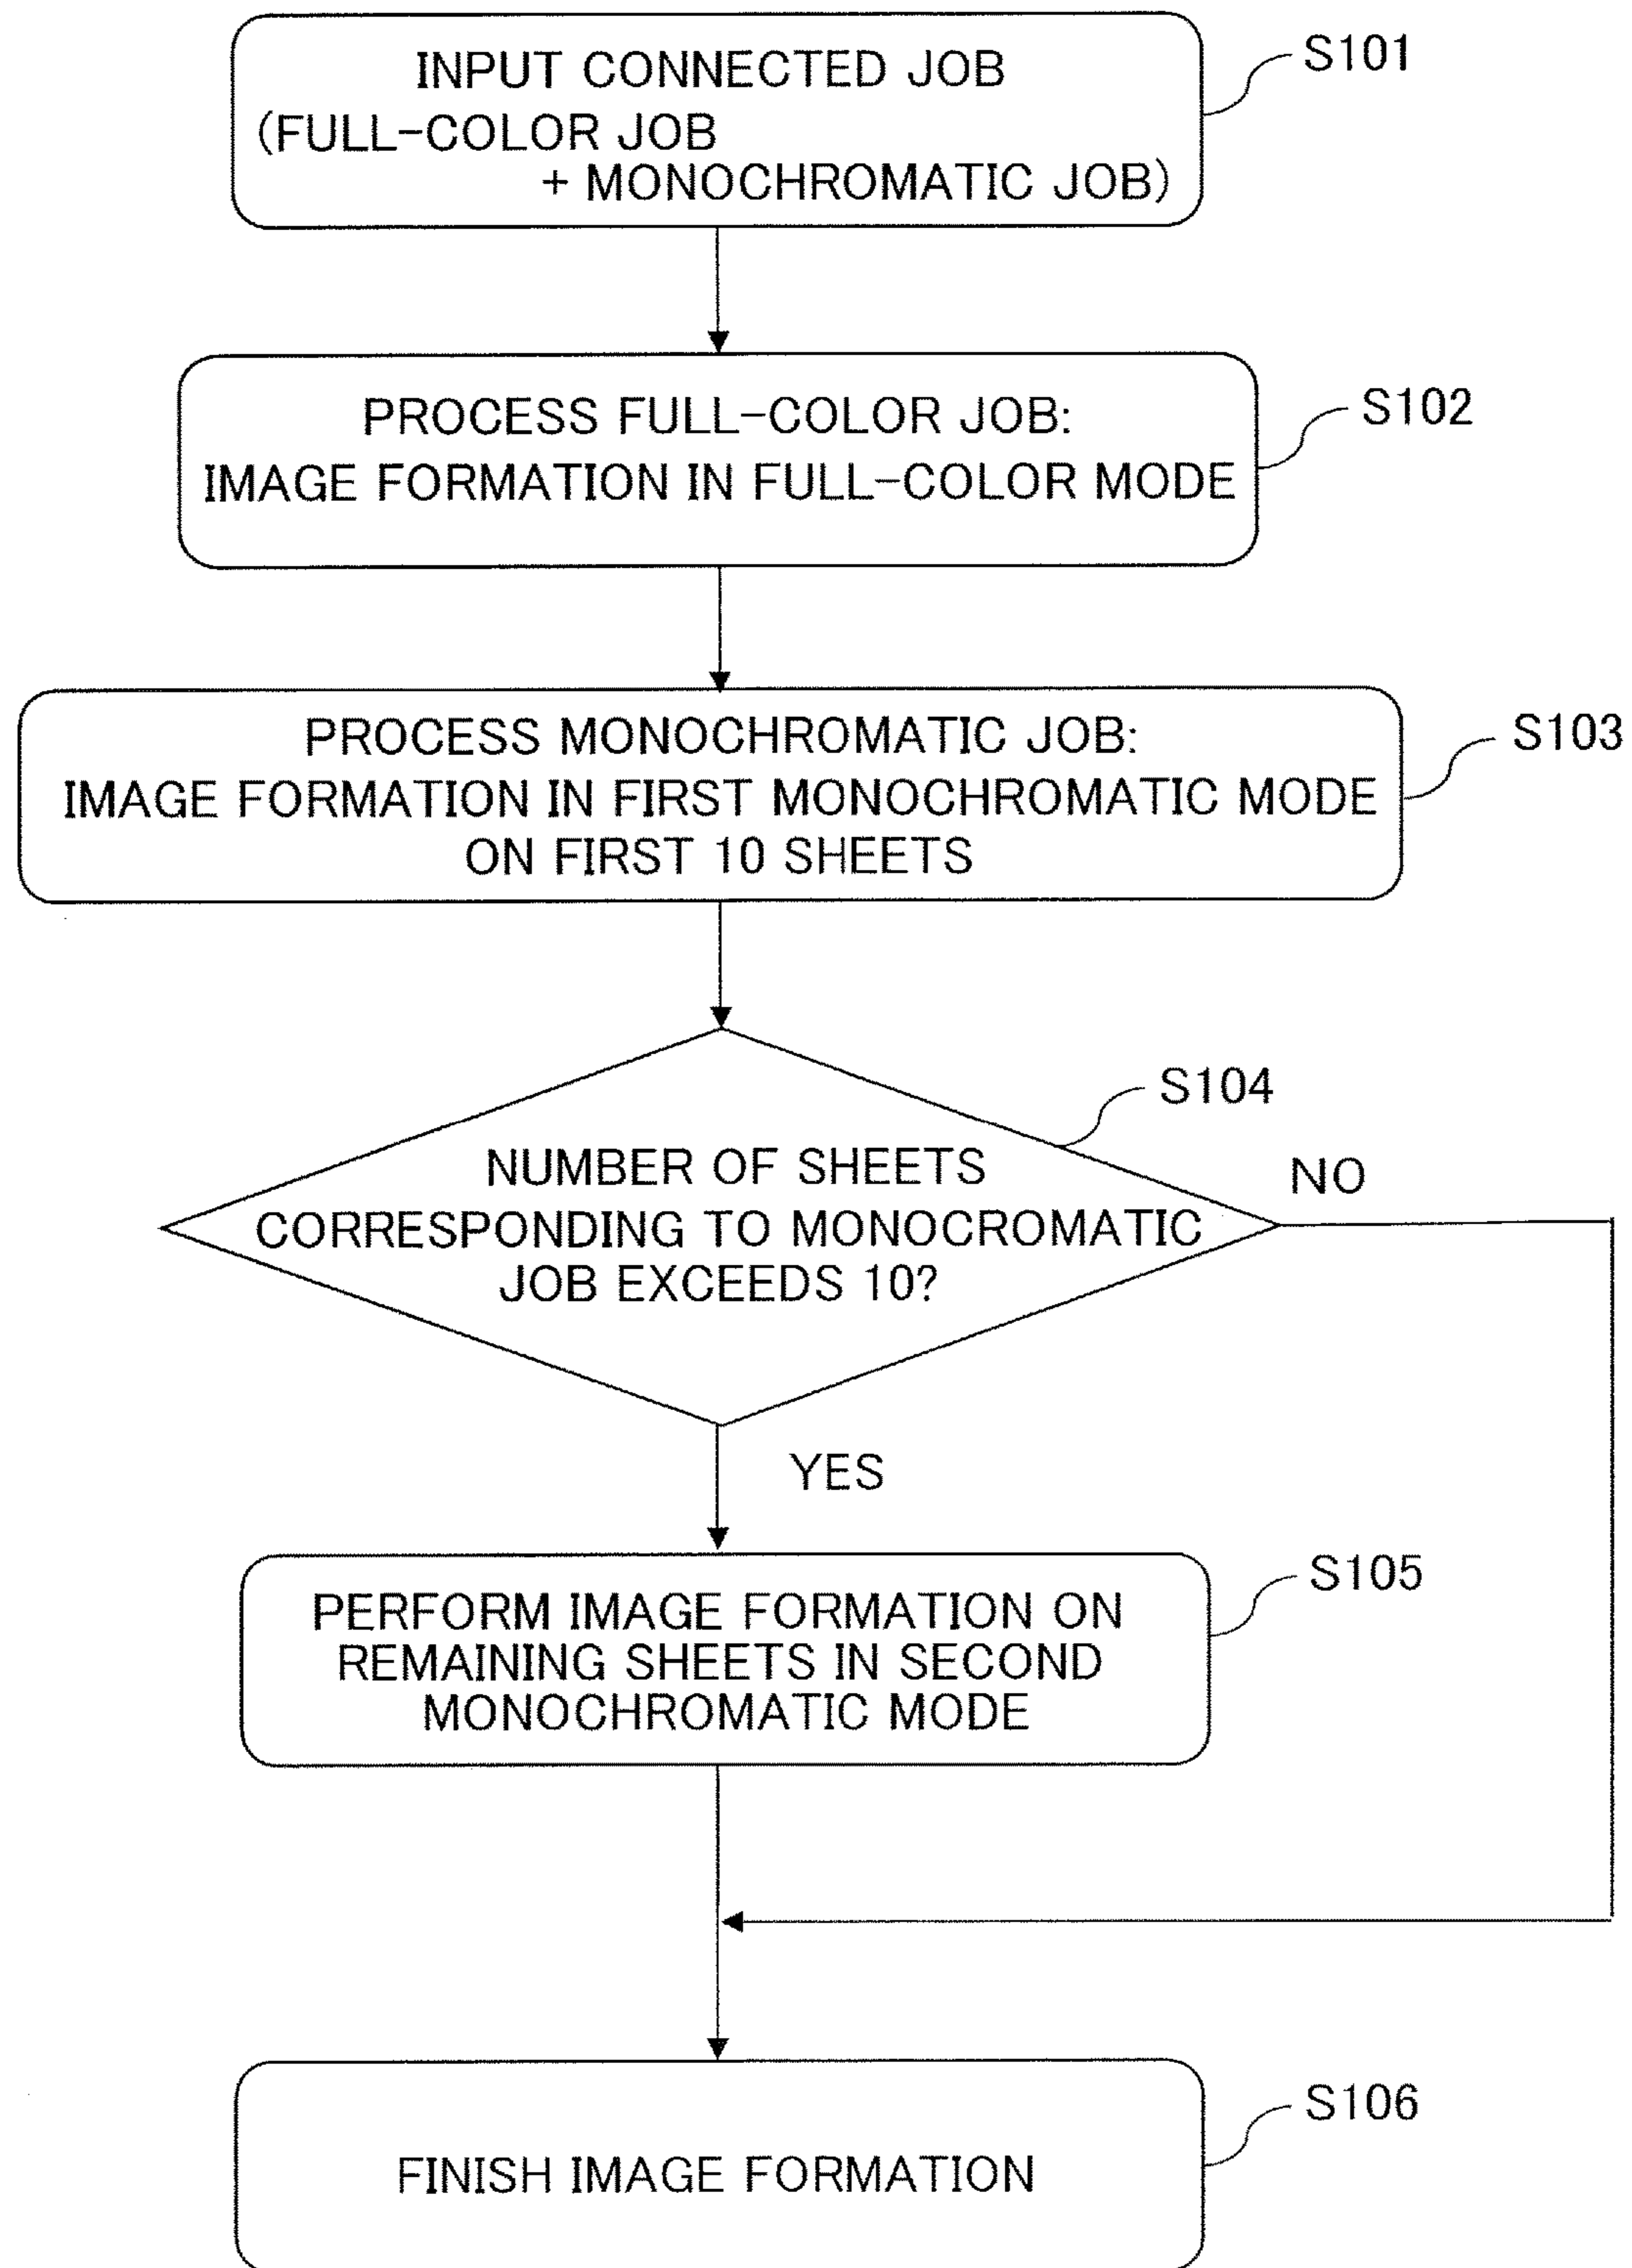 INPUT CONNECTED JOB
(FULL-COLOR JOB
+ MONOCHROMATIC JOB)
S101
PROCESS FULL-COLOR JOB:
IMAGE FORMATION IN FULL-COLOR MODE
S102
PROCESS MONOCHROMATIC JOB:
IMAGE FORMATION IN FIRST MONOCHROMATIC MODE
ON FIRST 10 SHEETS
S103
NUMBER OF SHEETS
CORRESPONDING TO MONOCROMATIC
JOB EXCEEDS 10?
S104
NO
YES
PERFORM IMAGE FORMATION ON
REMAINING SHEETS IN SECOND
MONOCHROMATIC MODE
S105
FINISH IMAGE FORMATION
S106